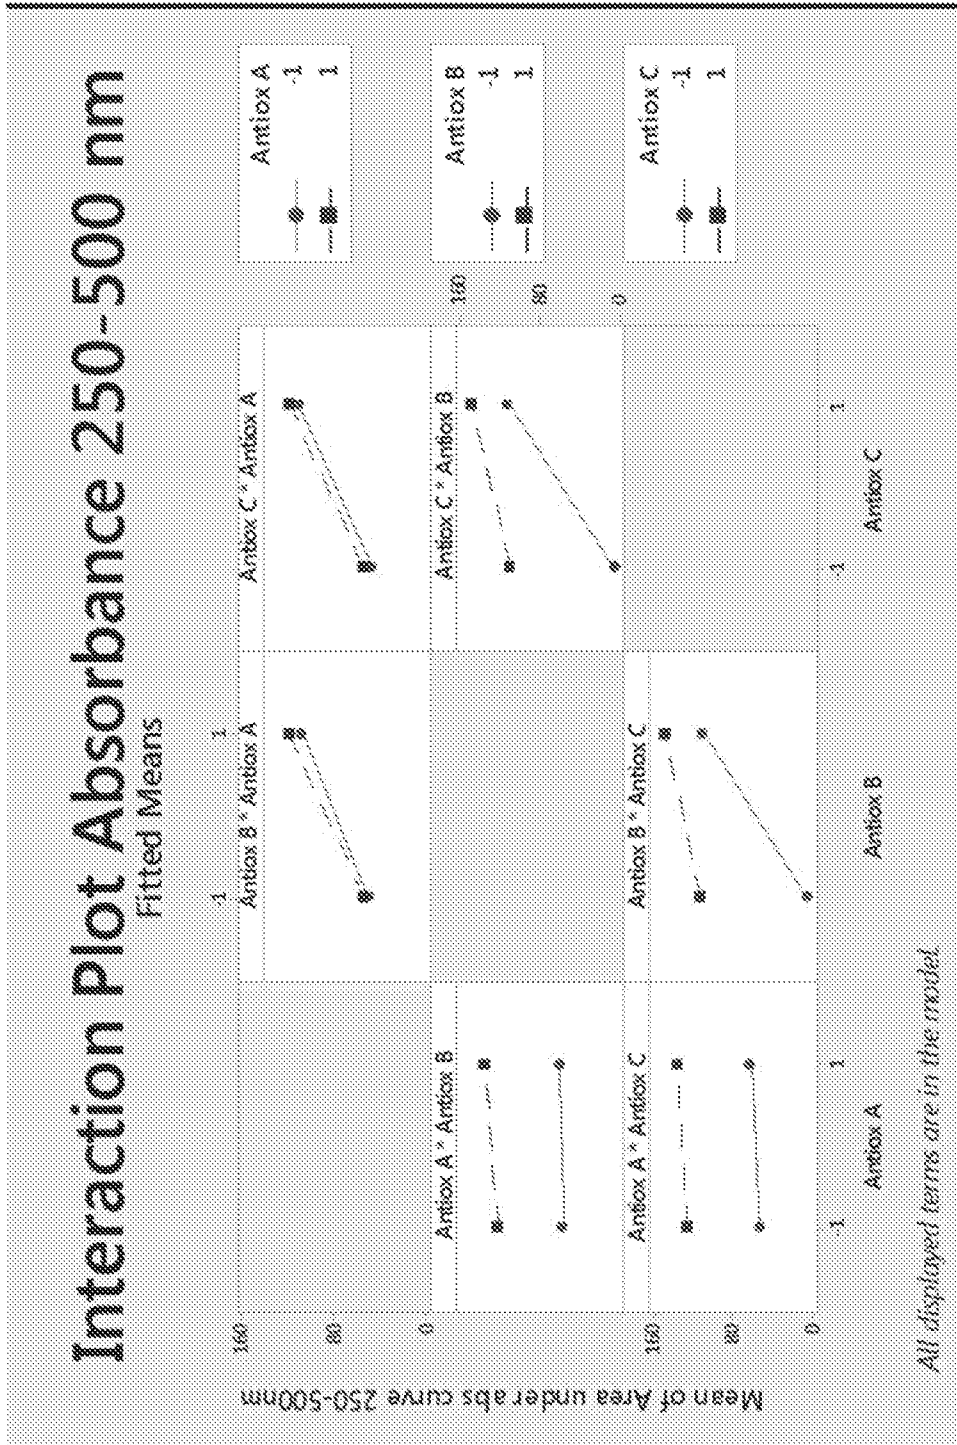 Interaction Plot Absorbance 250-500 nm
Fitted Means
-1
1
Antiox B * Antiox A
Antiox C * Antiox A
160
80
0
Antiox A * Antiox B
Antiox C * Antiox B
160
80
0
Antiox A * Antiox C
Antiox B * Antiox C
160
80
0
-1
1
-1
1
Antiox A
Antiox B
Antiox C
Mean of Area under abs curve 250-500nm
Antiox A
-1
1
Antiox B
-1
1
Antiox C
-1
1
All displayed terms are in the model.